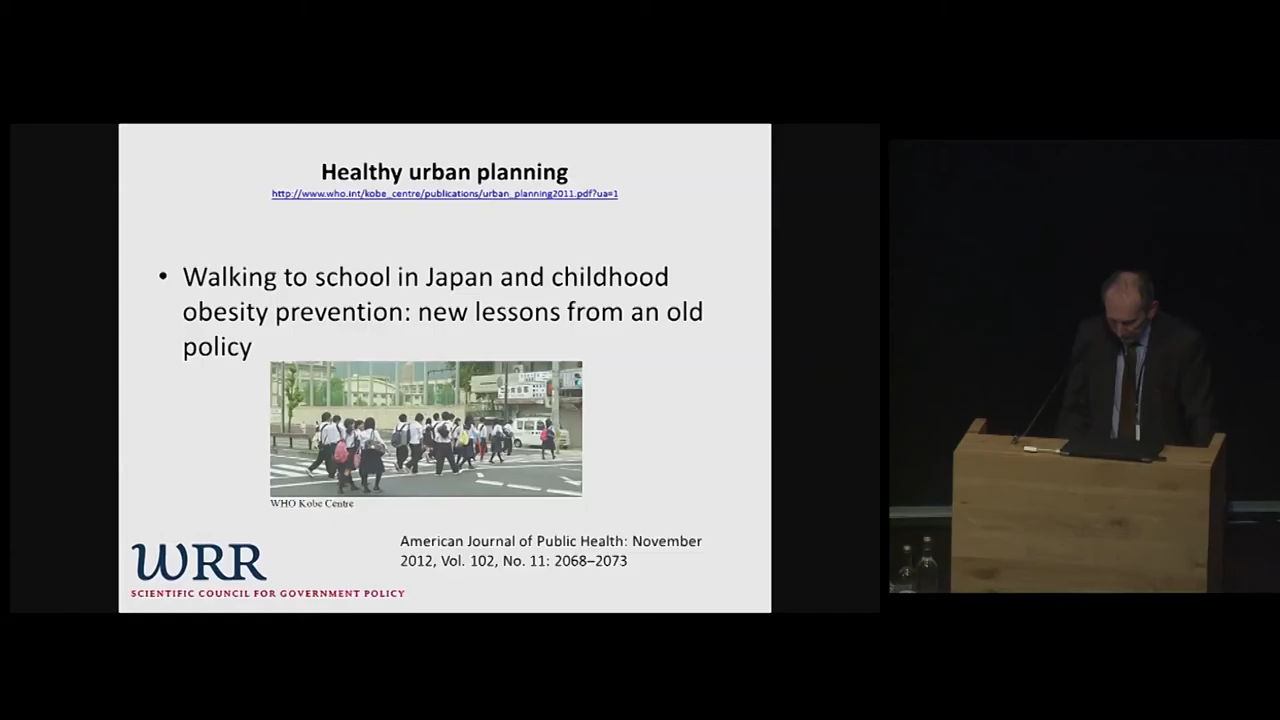 Healthy urban planning
http://www.who.int/kobe_centre/publications/urban_planning2011.pdf?ua=1
• Walking to school in Japan and childhood
obesity prevention: new lessons from an old
policy
WHO Kobe Centre
American Journal of Public Health: November
2012, Vol. 102, No. 11: 2068–2073
WRR
SCIENTIFIC COUNCIL FOR GOVERNMENT POLICY